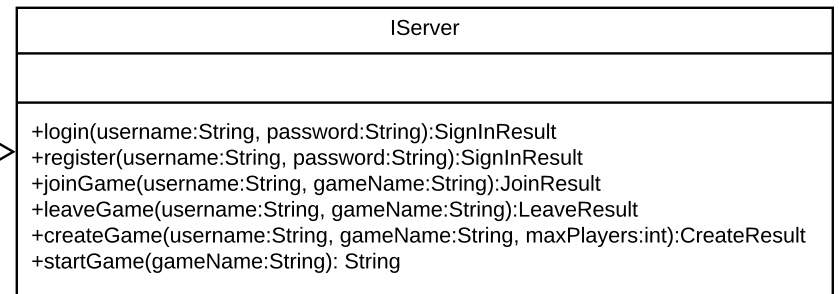 IServer
+login(username:String, password:String):SignInResult
+register(username:String, password:String):SignInResult
+joinGame(username:String, gameName:String):JoinResult
+leaveGame(username:String, gameName:String):LeaveResult
+createGame(username:String, gameName:String, maxPlayers:int):CreateResult
+startGame(gameName:String): String